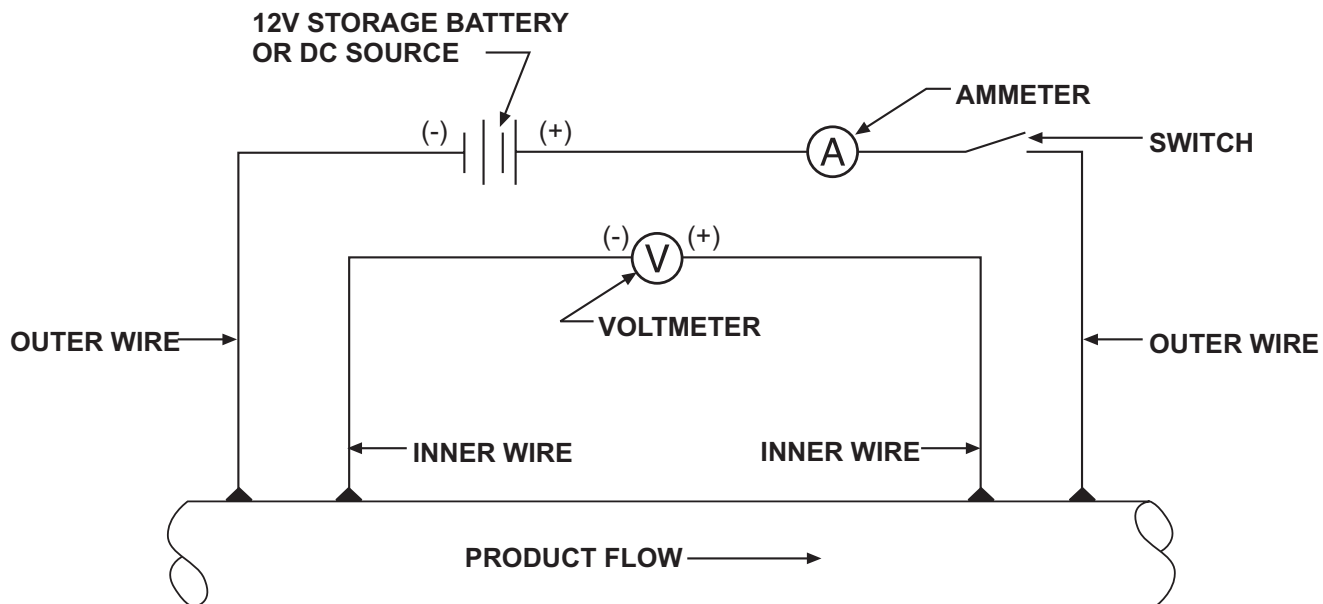 12V STORAGE BATTERY
OR DC SOURCE
AMMETER
(-)
(+)
A
SWITCH
(-)
V
(+)
VOLTMETER
OUTER WIRE
OUTER WIRE
INNER WIRE
INNER WIRE
PRODUCT FLOW